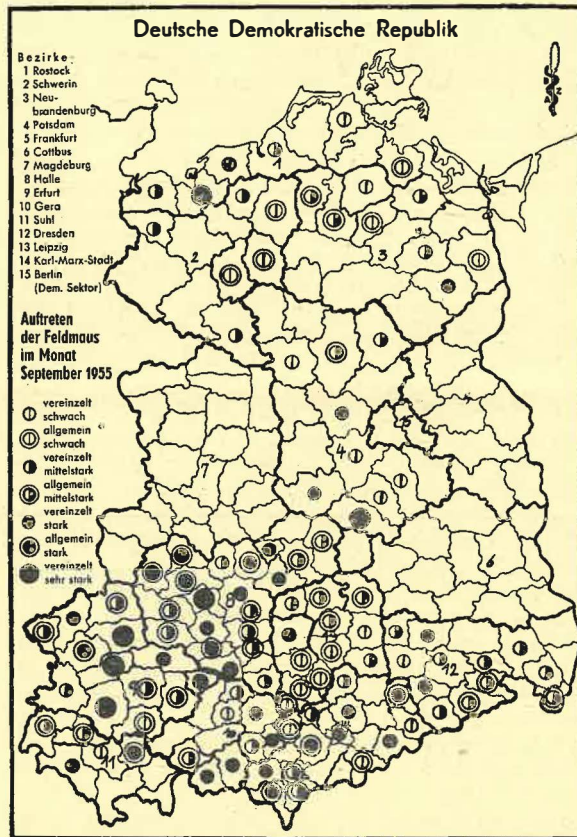 Deutsche Demokratische Republik
Bezirke
1 Rostock
2 Schwerin
3 Neu-
brandenburg
4 Potsdam
5 Frankfurt
6 Cottbus
7 Magdeburg
8 Halle
9 Erfurt
10 Gera
11 Suhl
12 Dresden
13 Leipzig
14 Karl-Marx-Stadt
15 Berlin
(Dem. Sektor)
Auftreten
der Feldmaus
im Monat
September 1955
vereinzelt
schwach
allgemein
schwach
vereinzelt
mittelstark
allgemein
mittelstark
vereinzelt
stark
allgemein
stark
vereinzelt
sehr stark
1
2
3
4
15
7
6
8
12
9
11